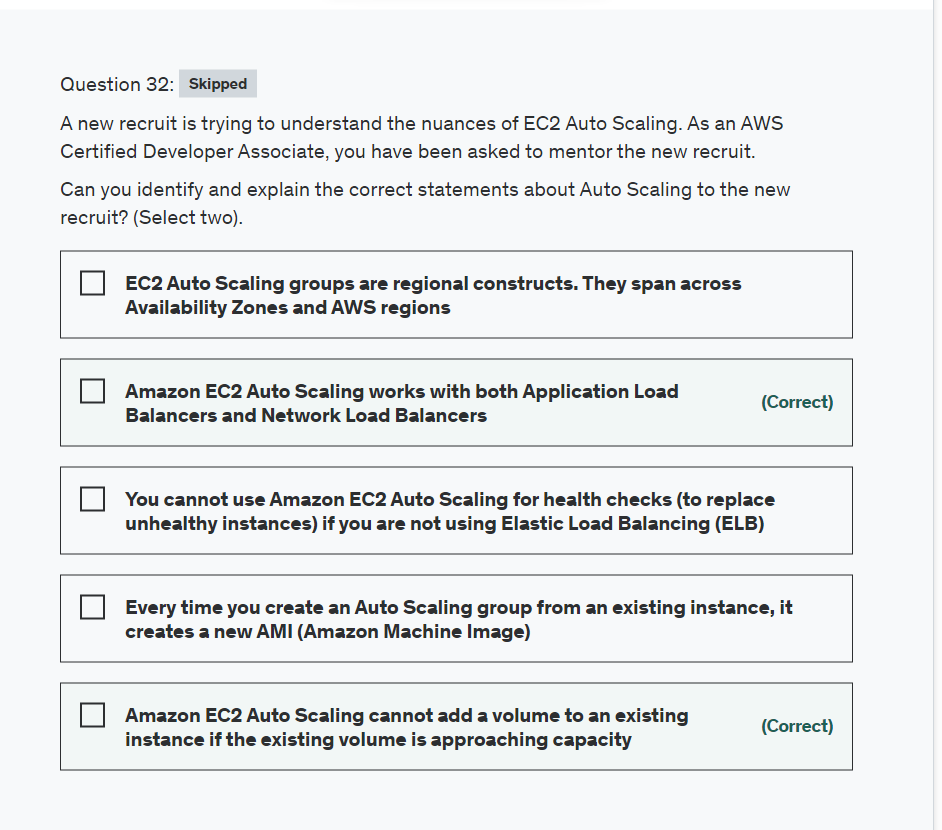 Question 32: Skipped
A new recruit is trying to understand the nuances of EC2 Auto Scaling. As an AWS
Certified Developer Associate, you have been asked to mentor the new recruit.
Can you identify and explain the correct statements about Auto Scaling to the new
recruit? (Select two).
EC2 Auto Scaling groups are regional constructs. They span across
Availability Zones and AWS regions
Amazon EC2 Auto Scaling works with both Application Load
Balancers and Network Load Balancers
(Correct)
You cannot use Amazon EC2 Auto Scaling for health checks (to replace
unhealthy instances) if you are not using Elastic Load Balancing (ELB)
Every time you create an Auto Scaling group from an existing instance, it
creates a new AMI (Amazon Machine Image)
Amazon EC2 Auto Scaling cannot add a volume to an existing
instance if the existing volume is approaching capacity
(Correct)